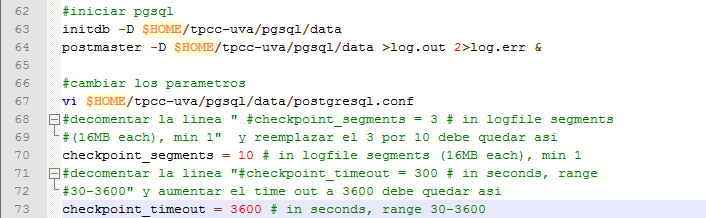 62 #iniciar pgsql
63 initdb -D $HOME/tpcc-uva/pgsql/data
64 postmaster -D $HOME/tpcc-uva/pgsql/data >log.out 2>log.err &
65
66 #cambiar los parametros
67 vi $HOME/tpcc-uva/pgsql/data/postgresql.conf
68 #decomentar la linea " #checkpoint_segments = 3 # in logfile segments
69 #(16MB each), min 1"  y reemplazar el 3 por 10 debe quedar asi
70 checkpoint_segments = 10 # in logfile segments (16MB each), min 1
71 #decomentar la linea "#checkpoint_timeout = 300 # in seconds, range
72 #30-3600" y aumentar el time out a 3600 debe quedar asi
73 checkpoint_timeout = 3600 # in seconds, range 30-3600